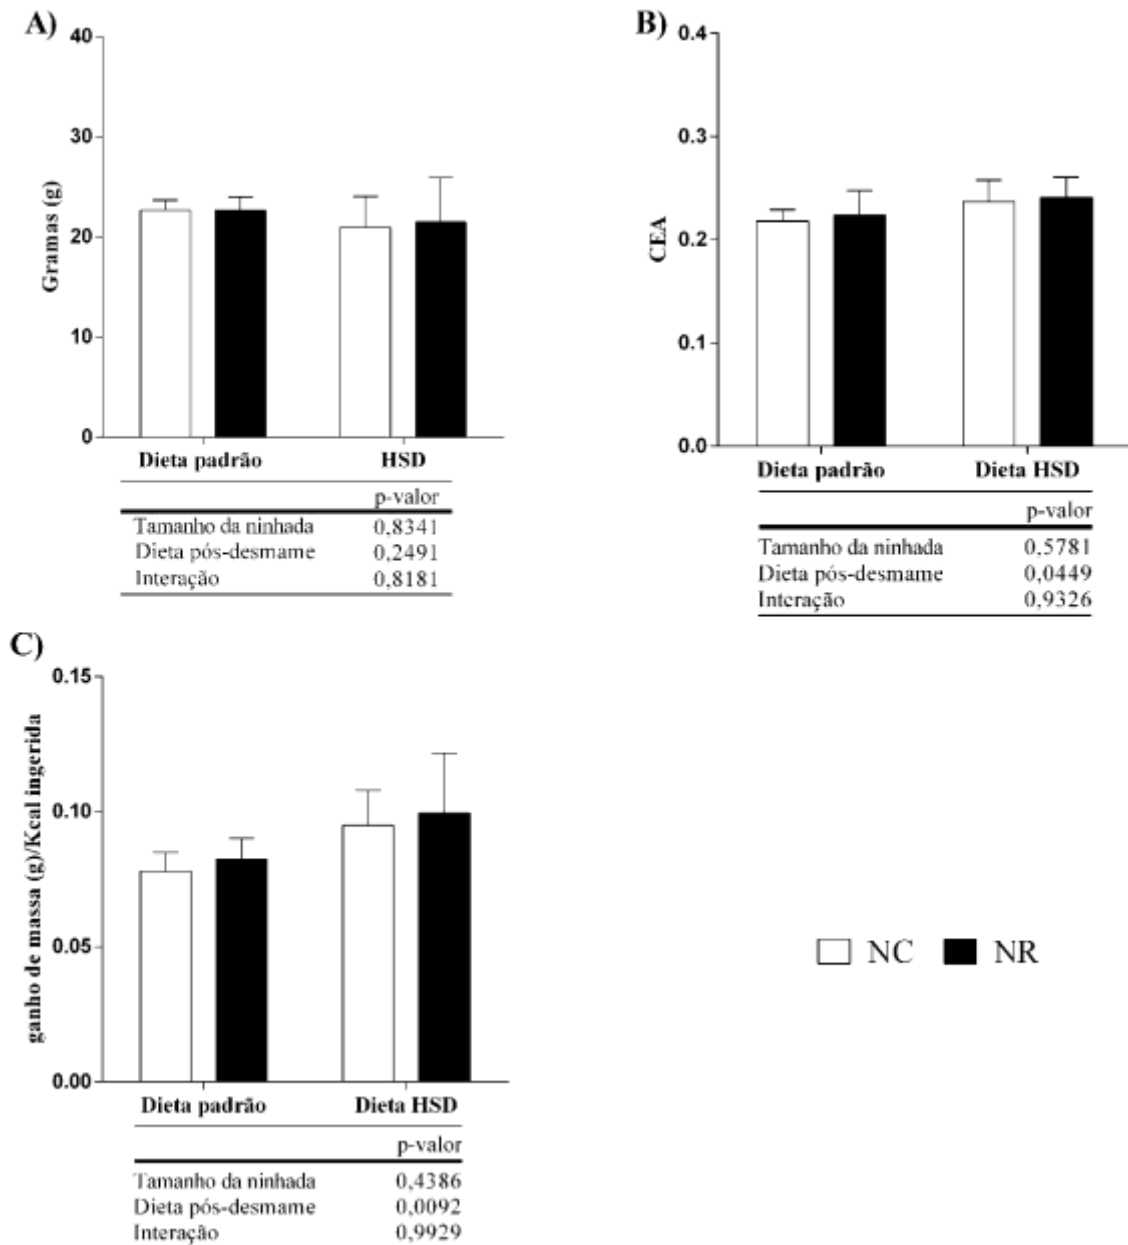 A)
40
30
20
10
0
Gramas (g)
Dieta padrão HSD
p-valor
Tamanho da ninhada 0,8341
Dieta pós-desmame 0,2491
Interação 0,8181
B)
0.4
0.3
0.2
0.1
0.0
CEA
Dieta padrão Dieta HSD
p-valor
Tamanho da ninhada 0,5781
Dieta pós-desmame 0,0449
Interação 0,9326
C)
0.15
0.10
0.05
0.00
ganho de massa (g)/Kcal ingerida
Dieta padrão Dieta HSD
p-valor
Tamanho da ninhada 0,4386
Dieta pós-desmame 0,0092
Interação 0,9929
NC NR